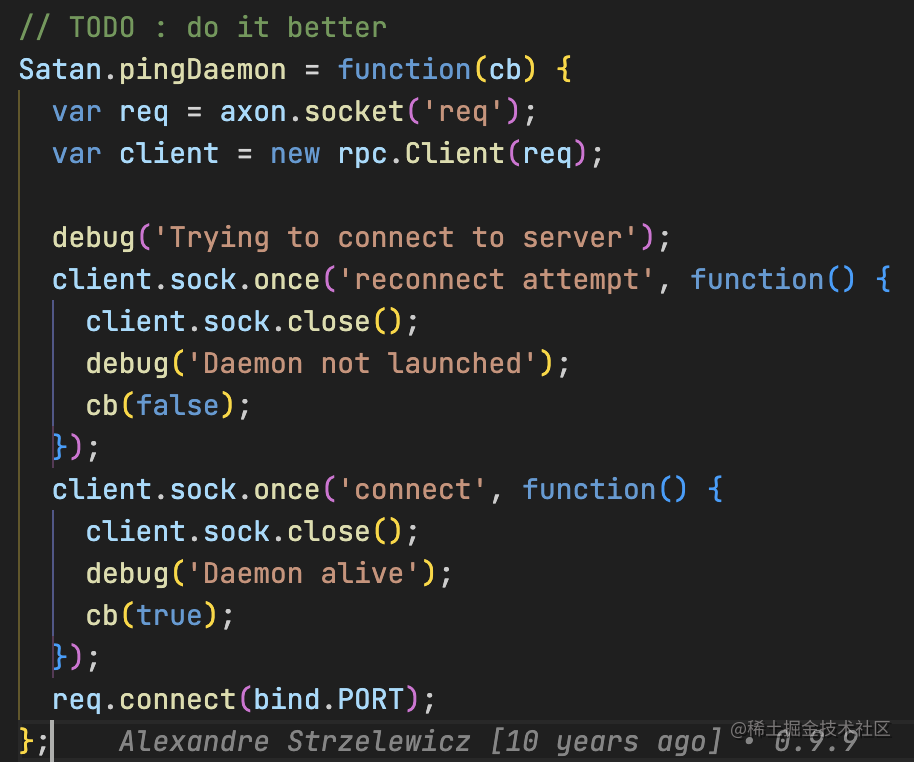 // TODO : do it better
Satan.pingDaemon = function(cb) {
  var req = axon.socket('req');
  var client = new rpc.Client(req);

  debug('Trying to connect to server');
  client.sock.once('reconnect attempt', function() {
    client.sock.close();
    debug('Daemon not launched');
    cb(false);
  });
  client.sock.once('connect', function() {
    client.sock.close();
    debug('Daemon alive');
    cb(true);
  });
  req.connect(bind.PORT);
};    Alexandre Strzelewicz [10 years ago] • 0.9.9
@稀土掘金技术社区